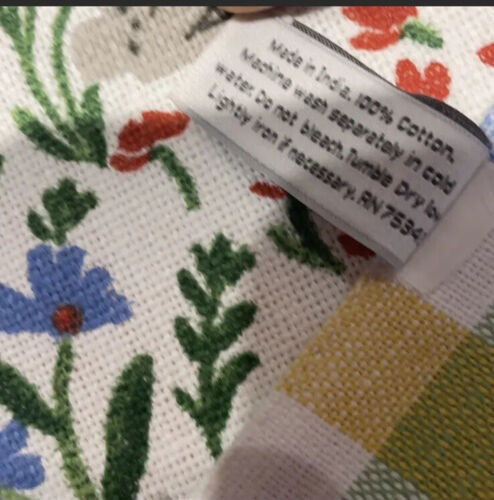 Made in India. 100% Cotton.
Machine wash separately in cold
water. Do not bleach. Tumble Dry
Lightly iron if necessary. RN 7534